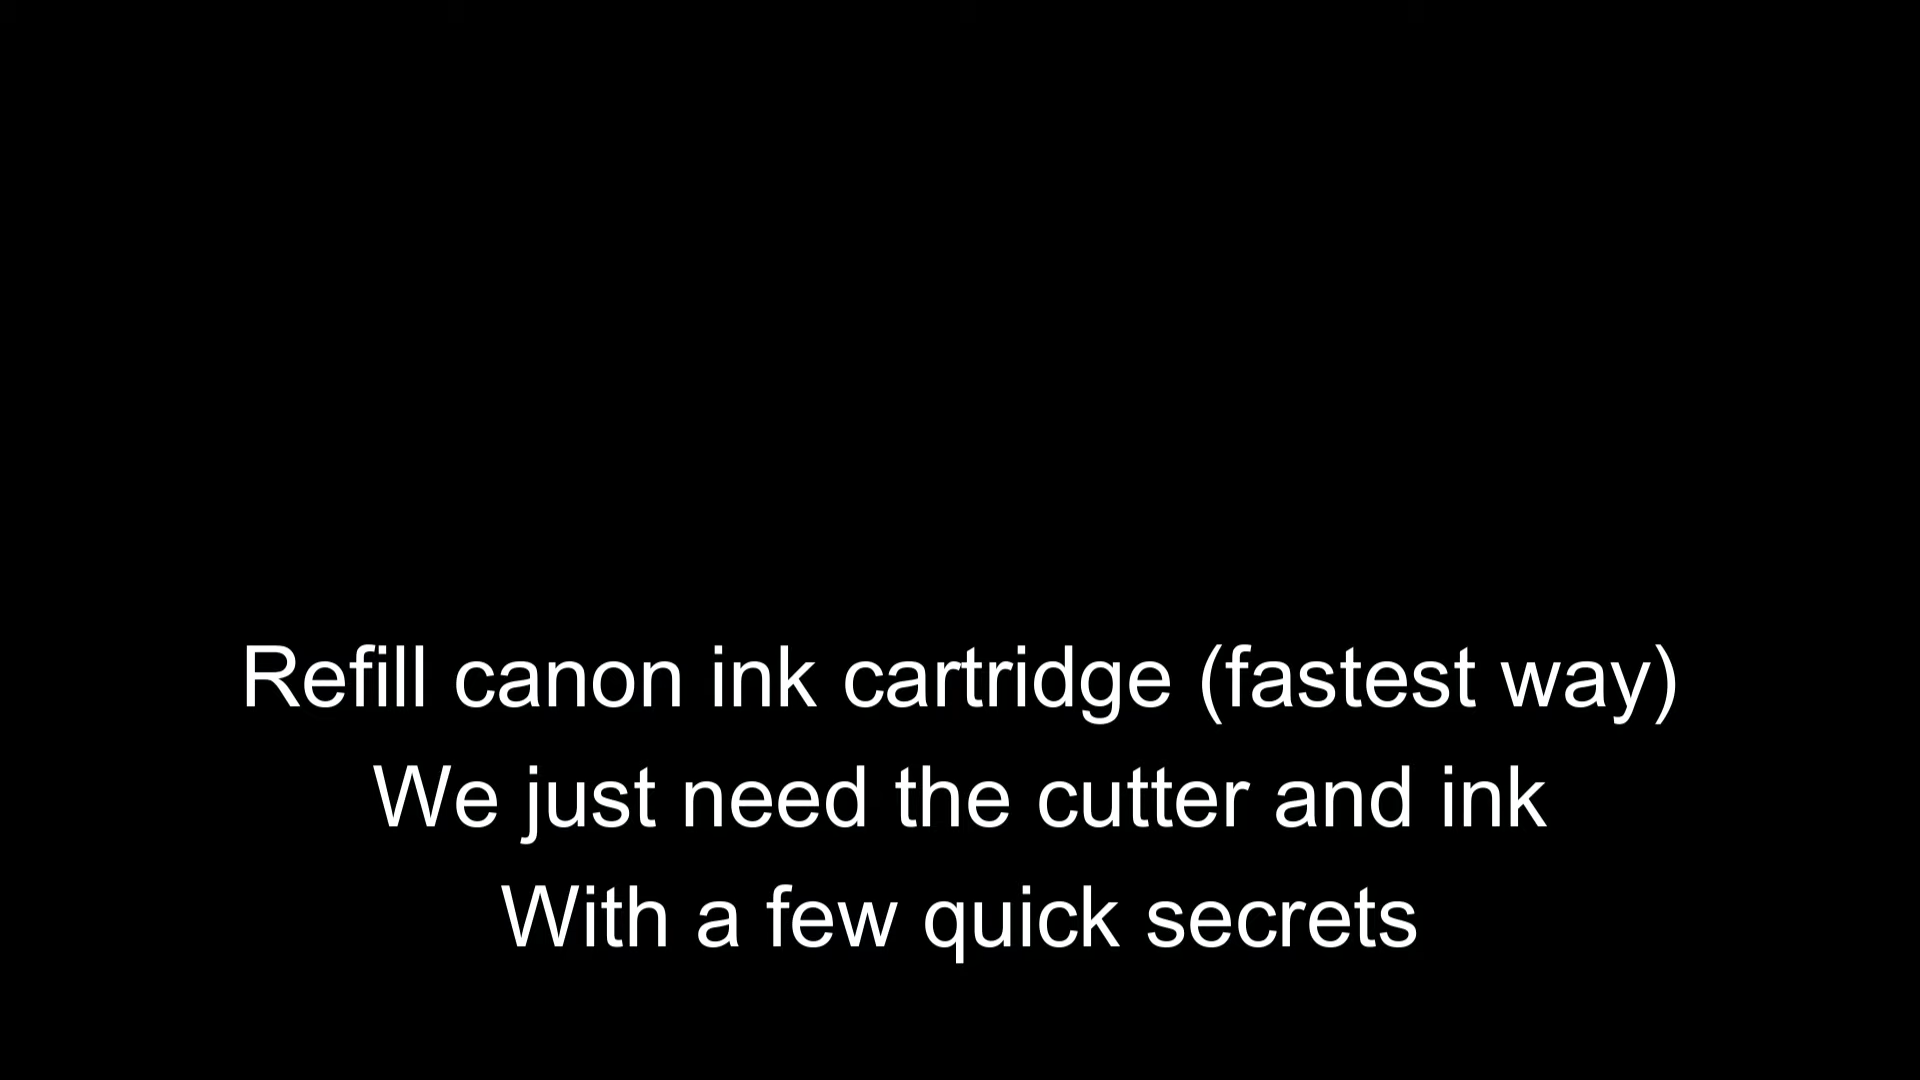 Refill canon ink cartridge (fastest way)
We just need the cutter and ink
With a few quick secrets